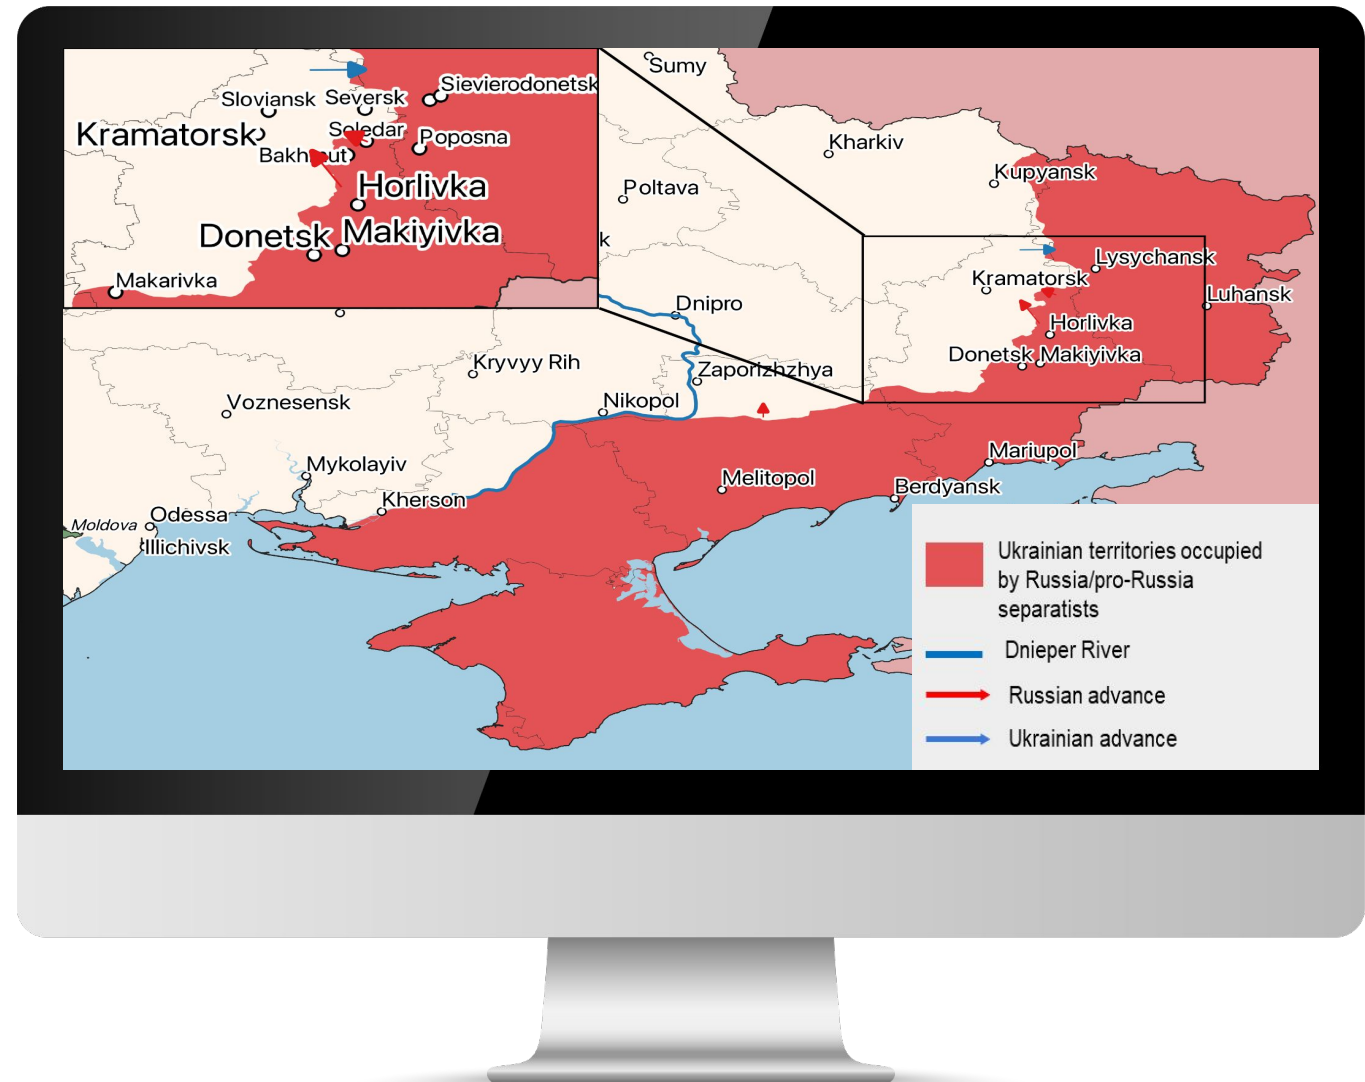 Sloviansk
Seversk
Sievierodonetsk
Kramatorsk
Soledar
Poposna
Bakhmut
Horlivka
Donetsk
Makiyivka
Makarivka
Sumy
Kharkiv
Kupyansk
Poltava
k
Lysychansk
Kramatorsk
Luhansk
Dnipro
Horlivka
Donetsk
Makiyivka
Kryvyy Rih
Zaporizhzhya
Voznesensk
Nikopol
Mykolayiv
Mariupol
Melitopol
Kherson
Berdyansk
Odessa
Moldova
Illichivsk
Ukrainian territories occupied
by Russia/pro-Russia
separatists
Dnieper River
Russian advance
Ukrainian advance